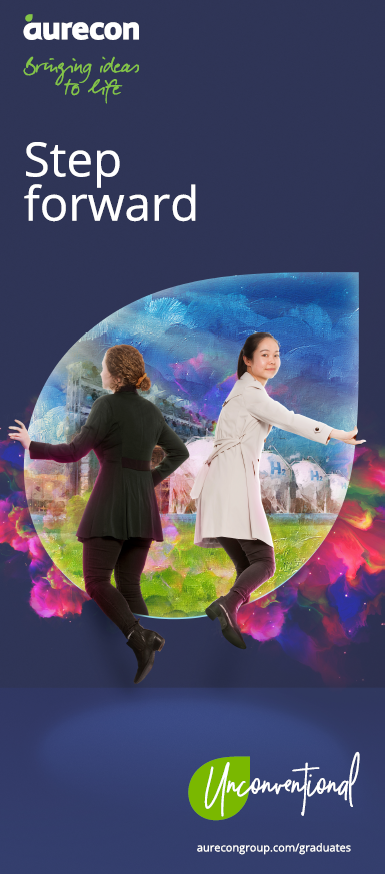 aurecon
Bringing ideas
to life
Step
forward
H₂
H₂
Unconventional
aurecongroup.com/graduates